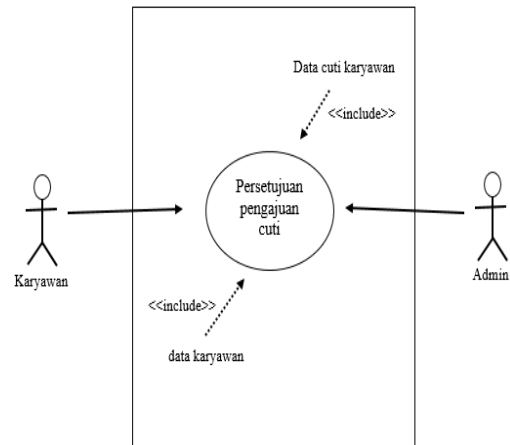 Data cuti karyawan
<<include>>
Persetujuan
pengajuan
cuti
Karyawan
Admin
<<include>>
data karyawan